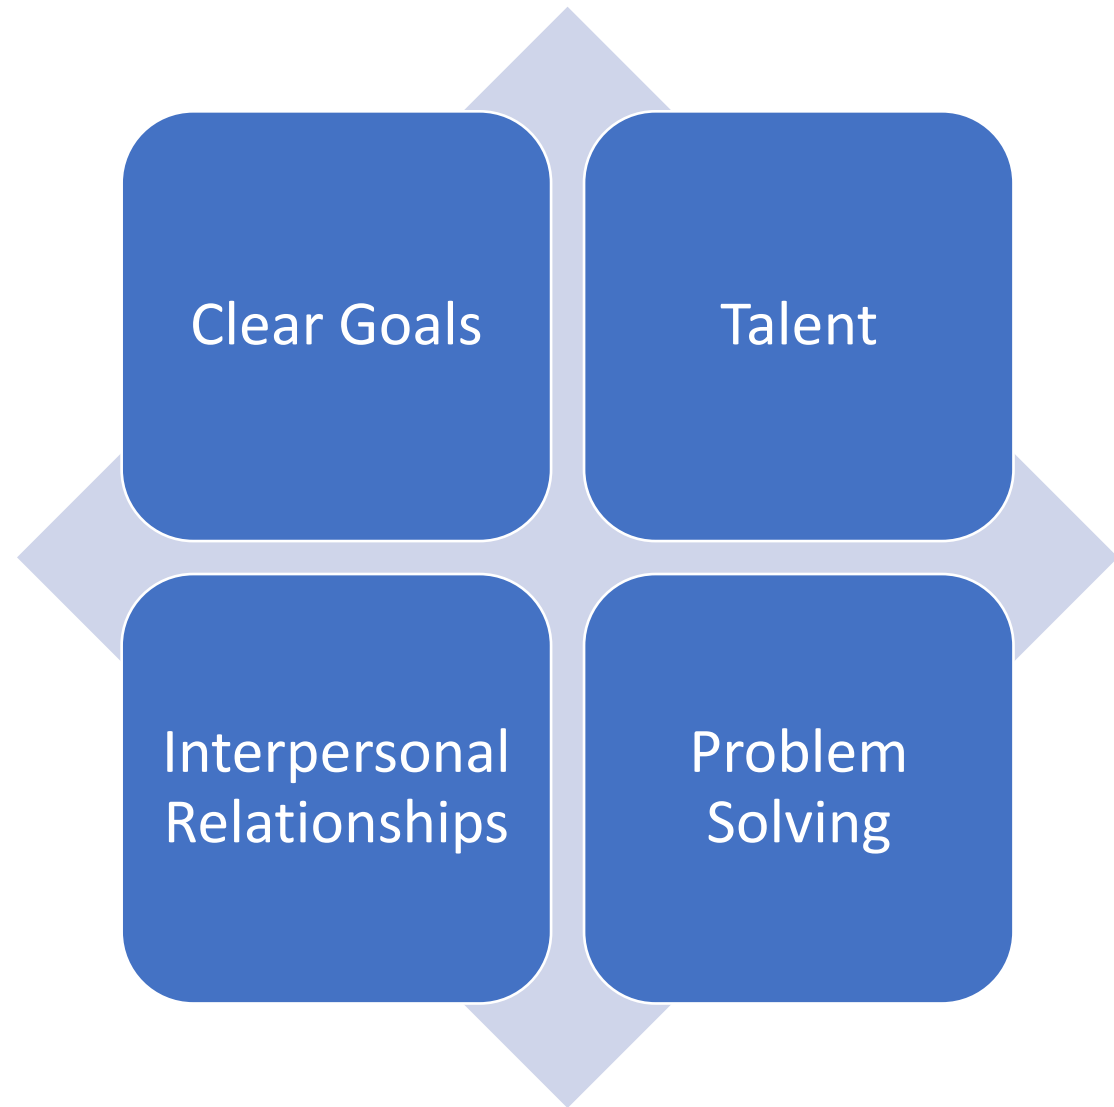 Clear Goals
Talent
Interpersonal
Relationships
Problem
Solving